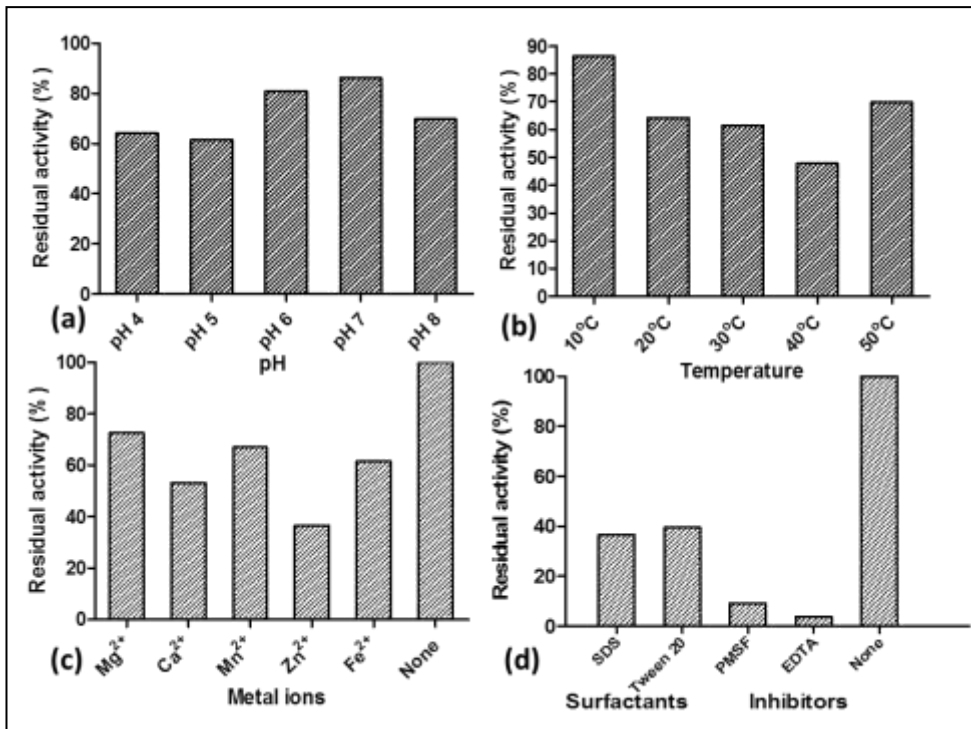 Residual activity (%)
100
80
60
40
20
0
pH 4
pH 5
pH 6
pH 7
pH 8
pH
(a)
Residual activity (%)
90
80
70
60
50
40
30
20
10
0
10°C
20°C
30°C
40°C
50°C
Temperature
(b)
Residual activity (%)
100
80
60
40
20
0
Mg²⁺
Ca²⁺
Mn²⁺
Zn²⁺
Fe²⁺
None
Metal ions
(c)
Residual activity (%)
100
80
60
40
20
0
SDS
Tween 20
PMSF
EDTA
None
Surfactants
Inhibitors
(d)